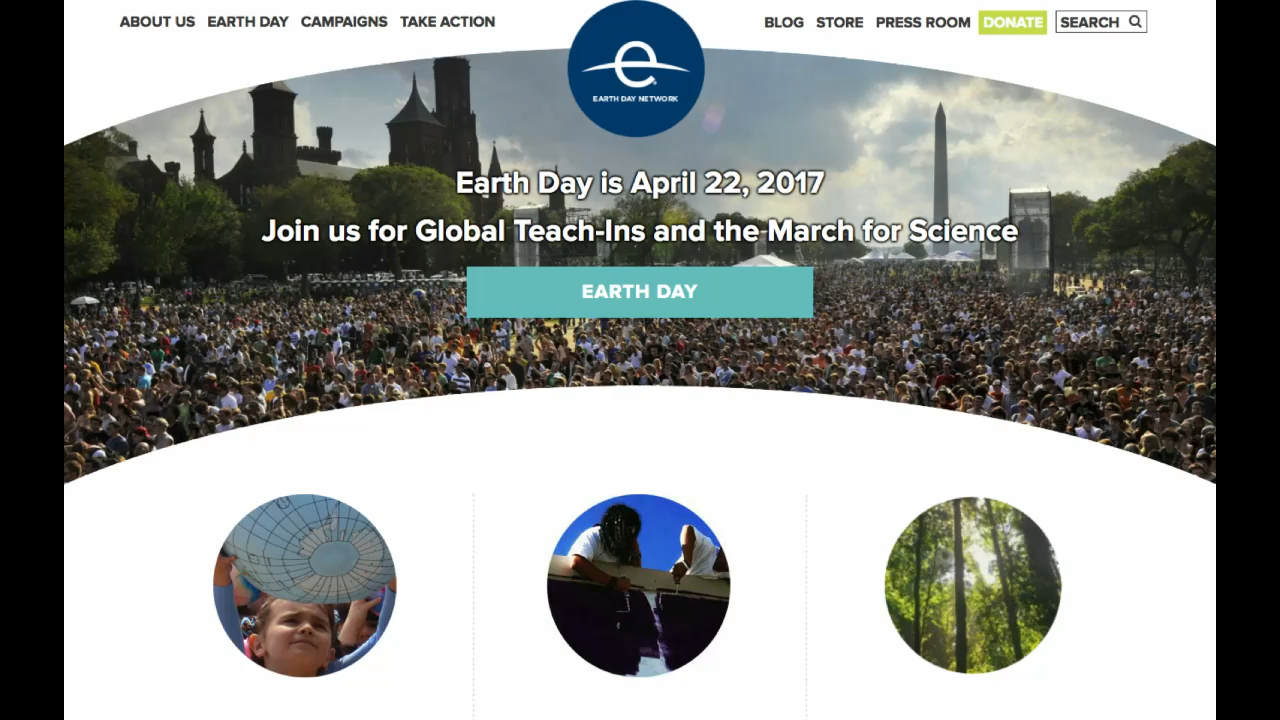 ABOUT US EARTH DAY CAMPAIGNS TAKE ACTION
BLOG STORE PRESS ROOM DONATE SEARCH
e
EARTH DAY NETWORK
Earth Day is April 22, 2017
Join us for Global Teach-Ins and the March for Science
EARTH DAY